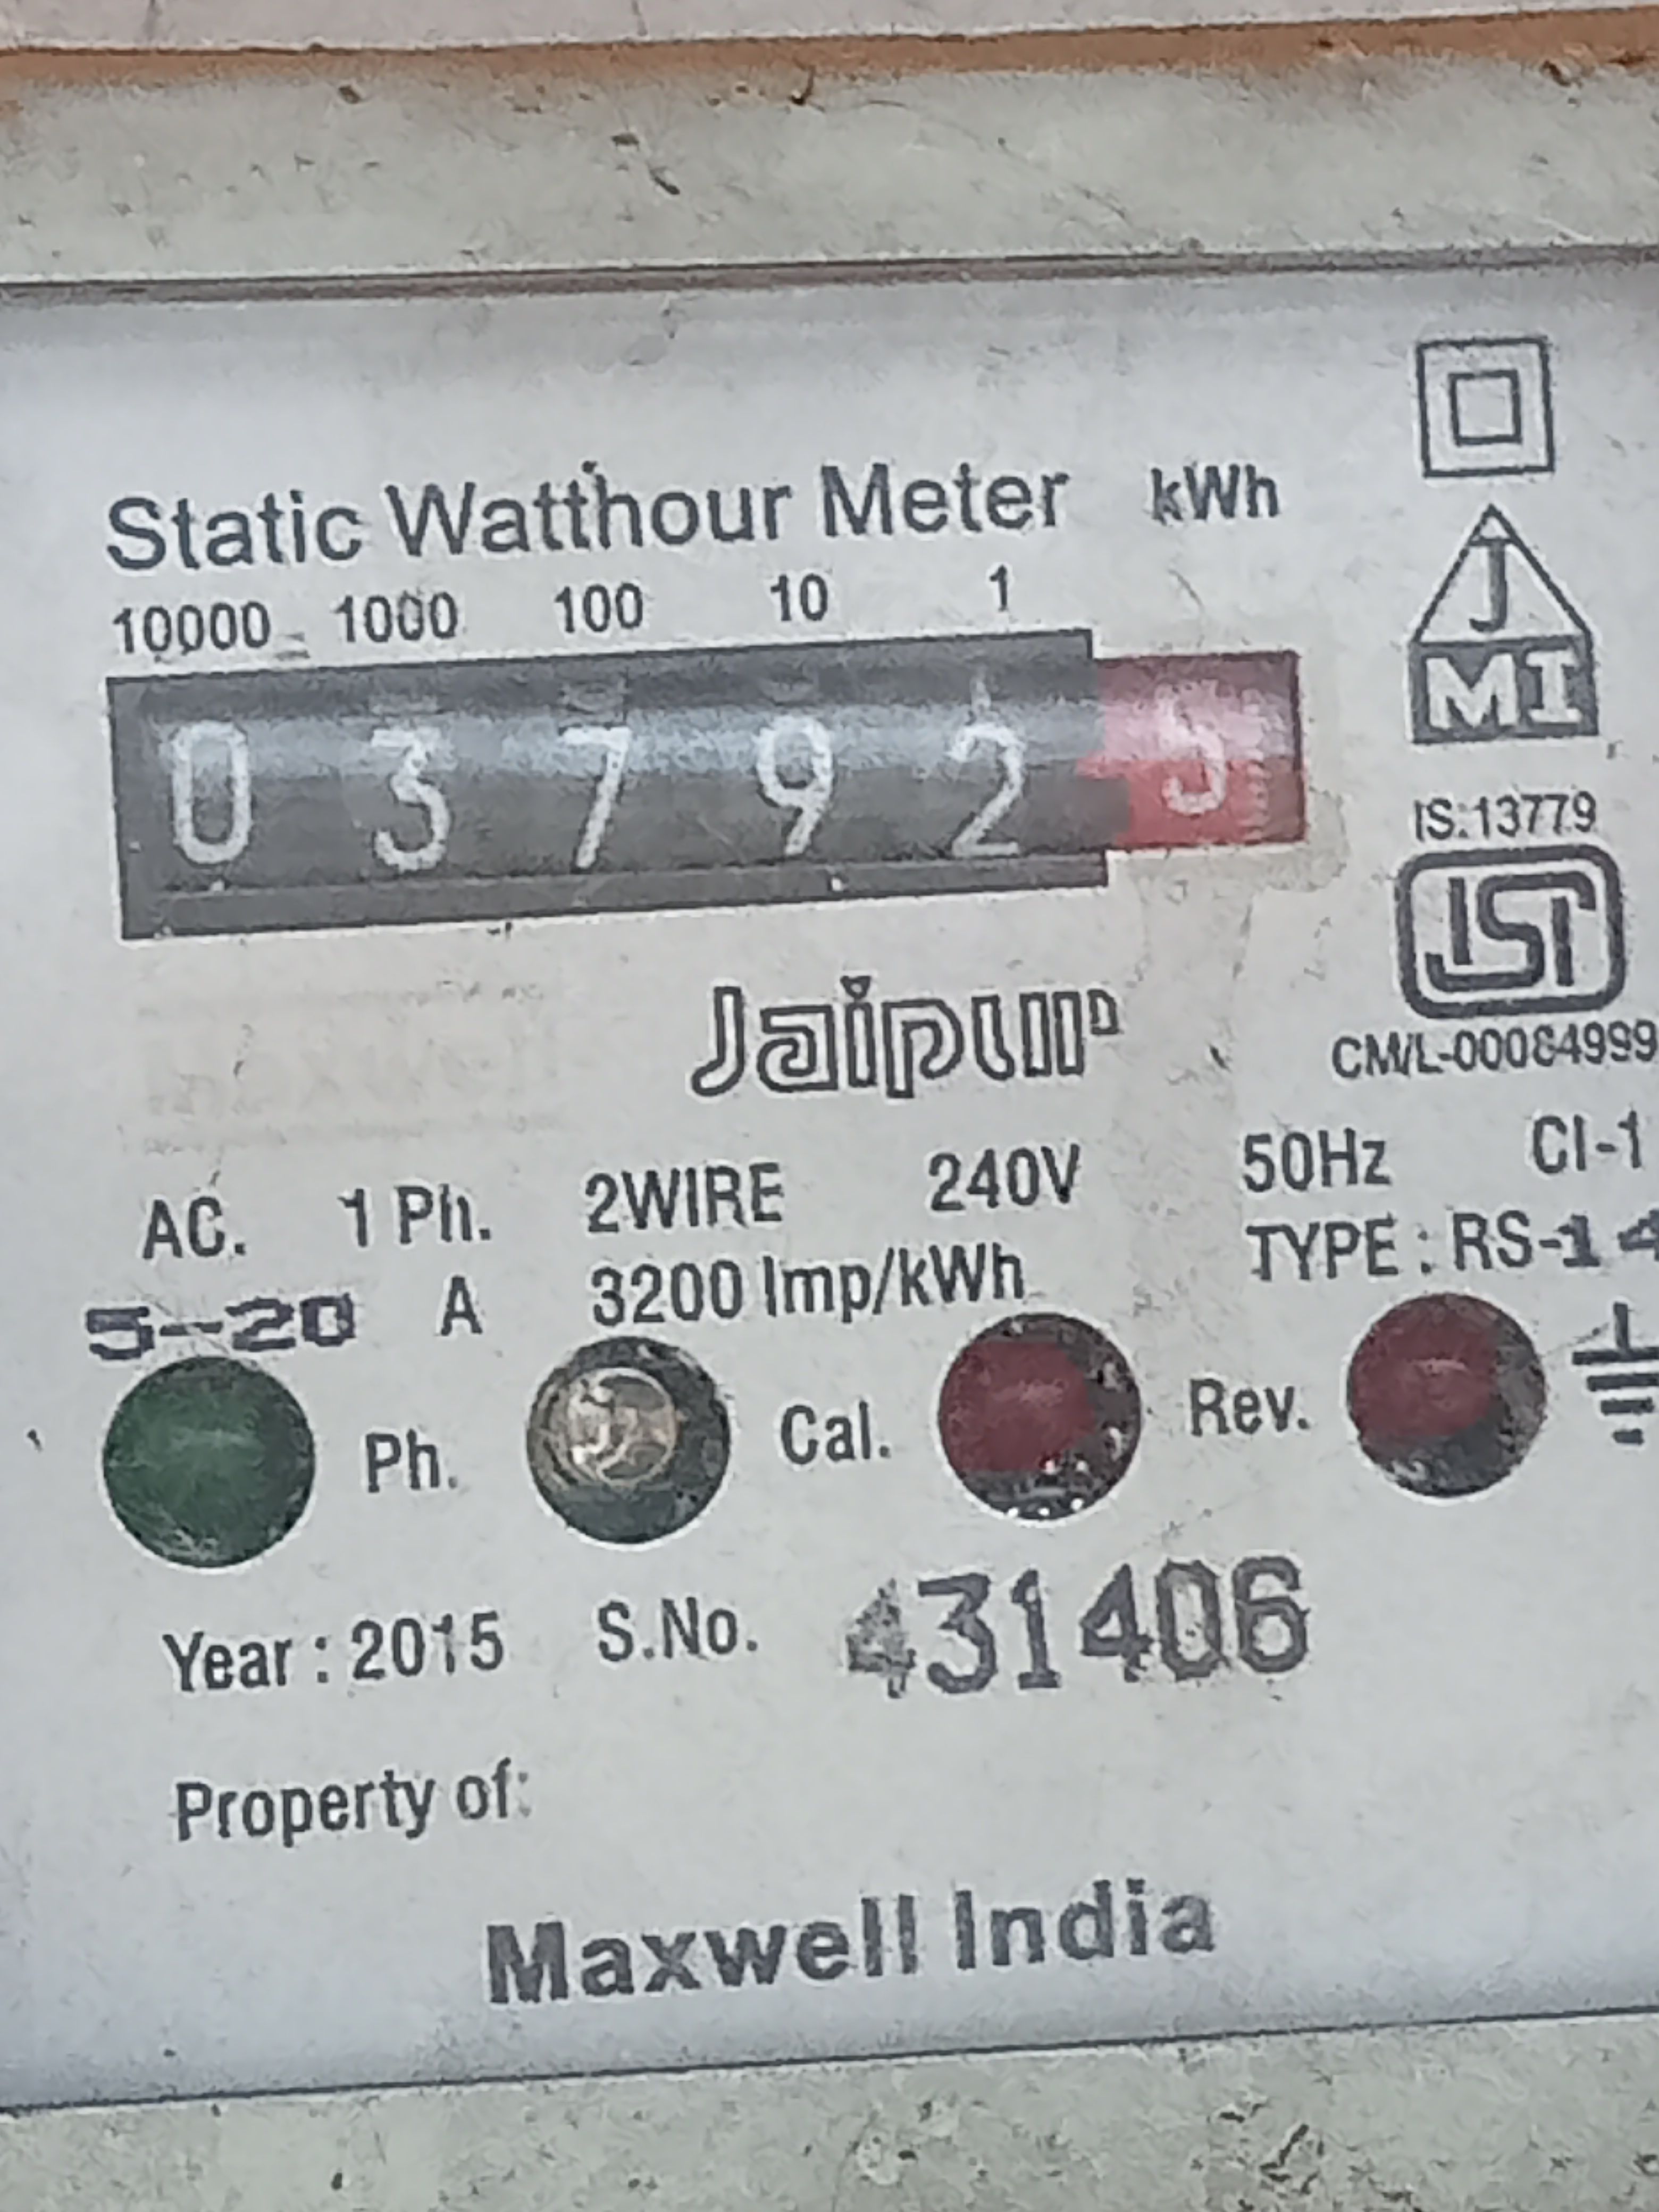 Static Watthour Meter kWh
10000 1000 100 10 1
0 3 7 9 2 5
J
MI
IS:13779
ISI
Jaipur
CM/L-00084999
AC. 1 Ph. 2WIRE 240V 50Hz Cl-1
5-20 A 3200 Imp/kWh TYPE : RS-14
Ph. Cal. Rev.
Year : 2015 S.No. 431406
Property of:
Maxwell India